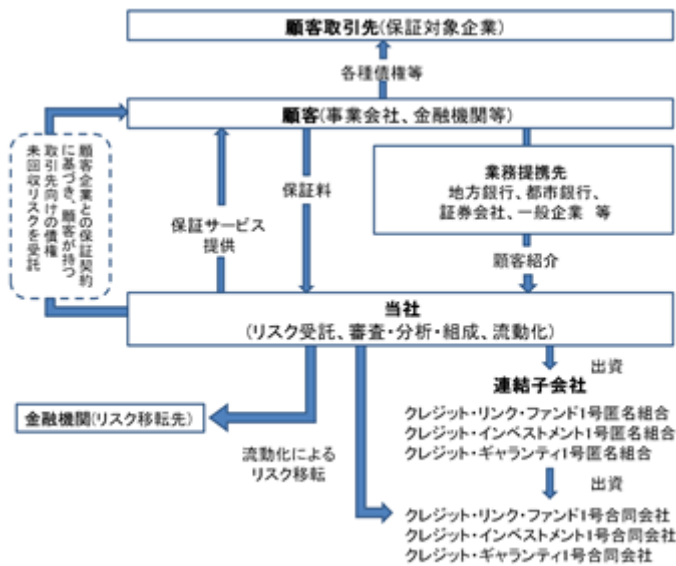 顧客取引先(保証対象企業)
各種債権等
顧客(事業会社、金融機関等)
顧客企業との保証契約
に基づき、顧客が持つ
取引先向けの債権
未回収リスクを受託
保証サービス
提供
保証料
業務提携先
地方銀行、都市銀行、
証券会社、一般企業 等
顧客紹介
当社
(リスク受託、審査・分析・組成、流動化)
出資
連結子会社
クレジット・リンク・ファンド1号匿名組合
クレジット・インベストメント1号匿名組合
クレジット・ギャランティ1号匿名組合
金融機関(リスク移転先)
流動化による
リスク移転
出資
クレジット・リンク・ファンド1号合同会社
クレジット・インベストメント1号合同会社
クレジット・ギャランティ1号合同会社